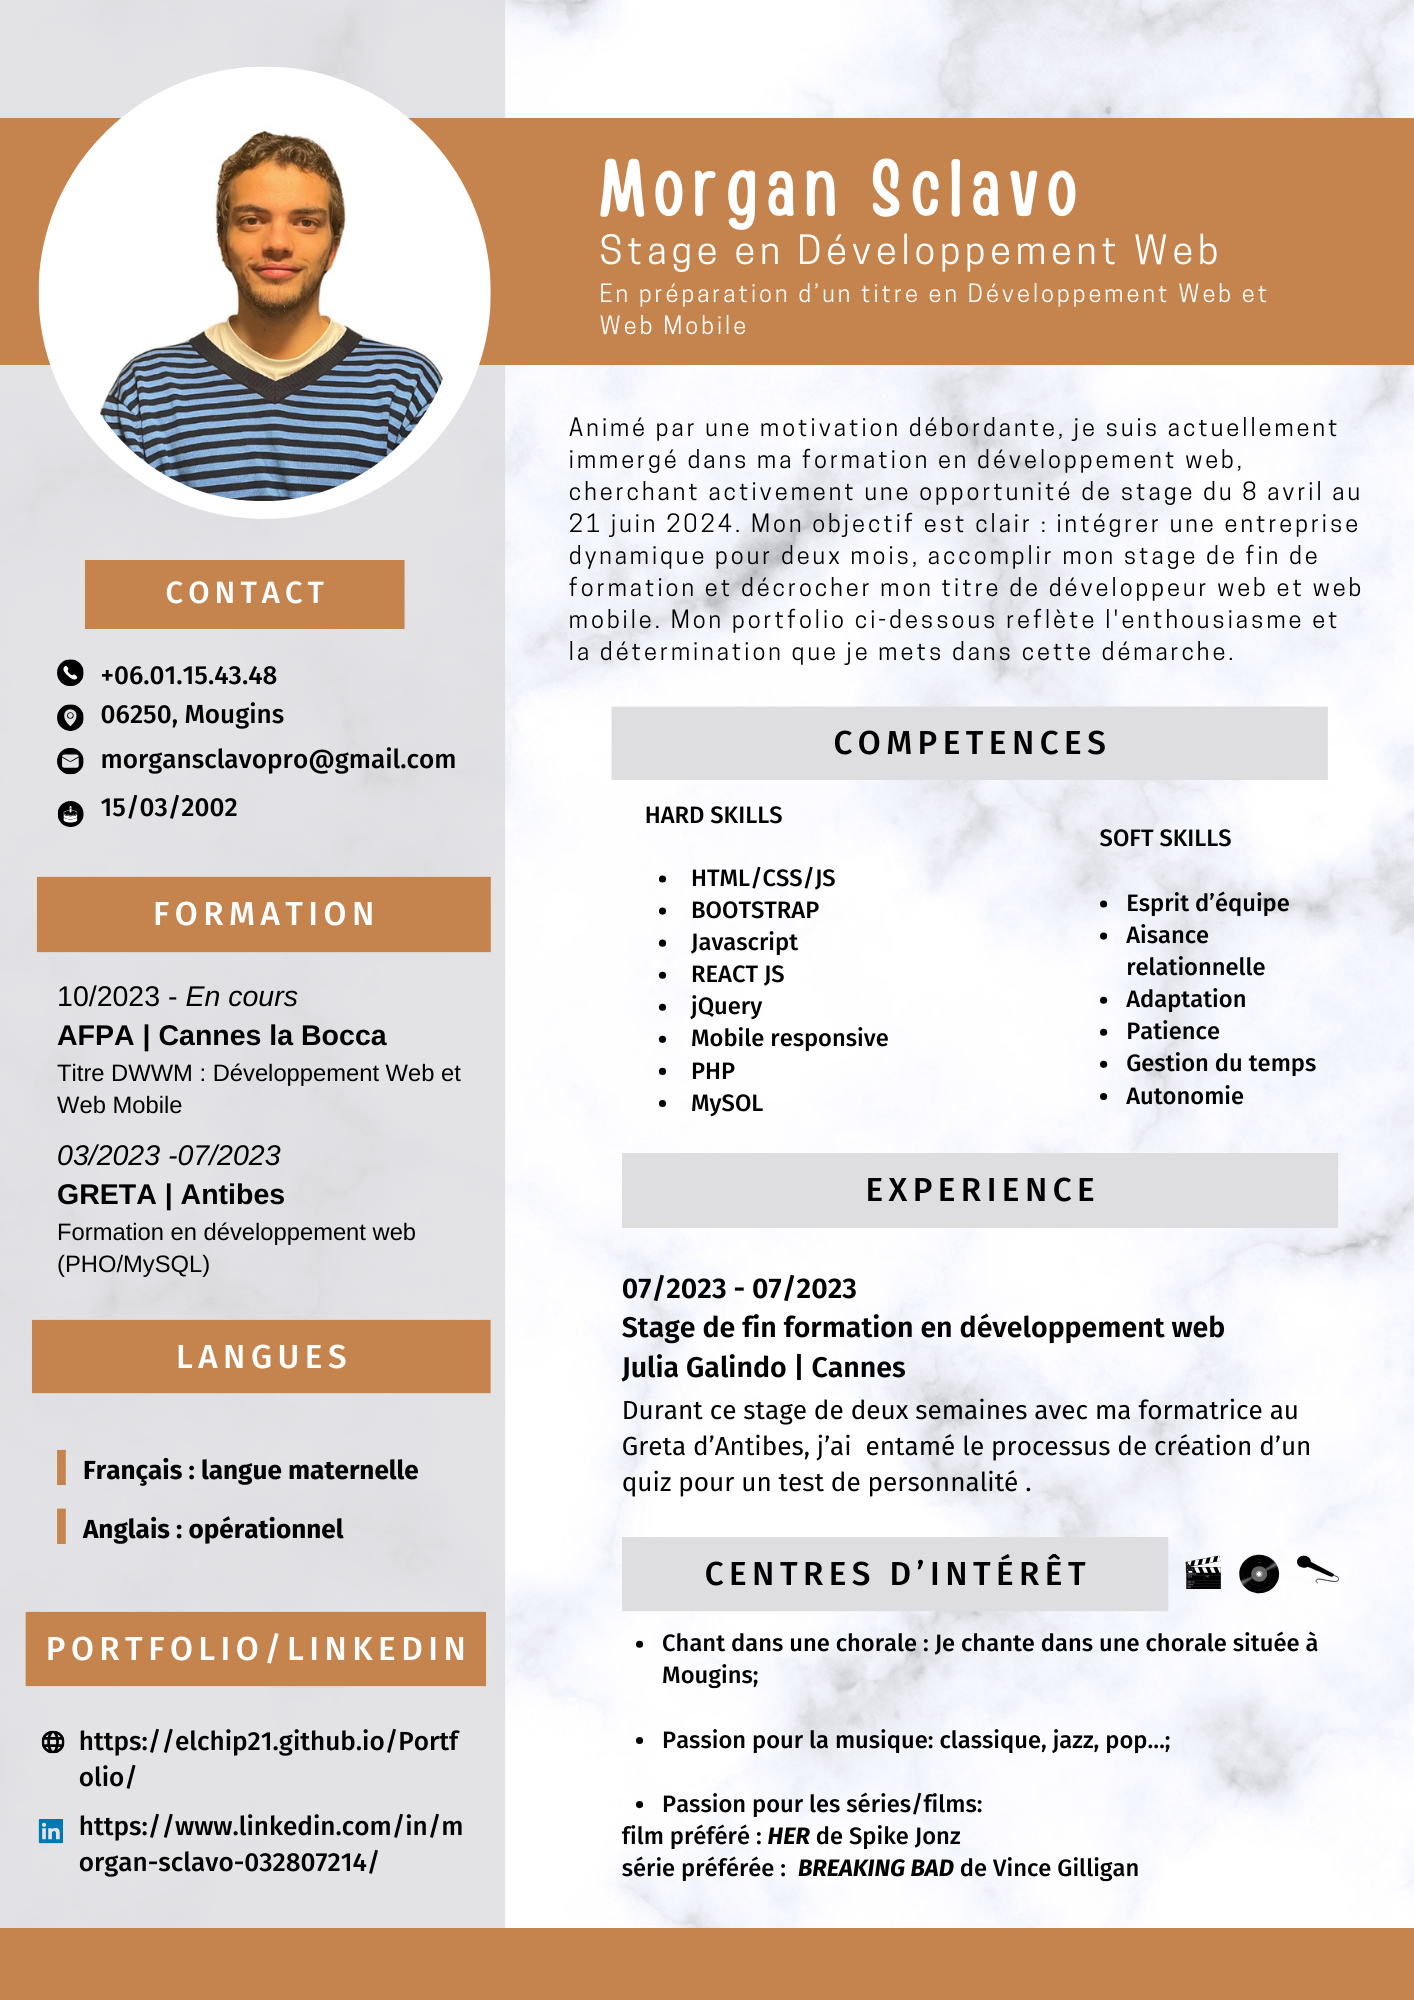 Morgan Sclavo
Stage en Développement Web
En préparation d’un titre en Développement Web et
Web Mobile
Animé par une motivation débordante, je suis actuellement
immergé dans ma formation en développement web,
cherchant activement une opportunité de stage du 8 avril au
21 juin 2024. Mon objectif est clair : intégrer une entreprise
dynamique pour deux mois, accomplir mon stage de fin de
formation et décrocher mon titre de développeur web et web
mobile. Mon portfolio ci-dessous reflète l'enthousiasme et
la détermination que je mets dans cette démarche.
CONTACT
+06.01.15.43.48
06250, Mougins
morgansclavopro@gmail.com
15/03/2002
FORMATION
10/2023 - En cours
AFPA | Cannes la Bocca
Titre DWWM : Développement Web et
Web Mobile
03/2023 -07/2023
GRETA | Antibes
Formation en développement web
(PHO/MySQL)
LANGUES
Français : langue maternelle
Anglais : opérationnel
PORTFOLIO/LINKEDIN
https://elchip21.github.io/Portf
olio/
https://www.linkedin.com/in/m
organ-sclavo-032807214/
COMPETENCES
HARD SKILLS
• HTML/CSS/JS
• BOOTSTRAP
• Javascript
• REACT JS
• jQuery
• Mobile responsive
• PHP
• MySOL
SOFT SKILLS
• Esprit d’équipe
• Aisance
relationnelle
• Adaptation
• Patience
• Gestion du temps
• Autonomie
EXPERIENCE
07/2023 - 07/2023
Stage de fin formation en développement web
Julia Galindo | Cannes
Durant ce stage de deux semaines avec ma formatrice au
Greta d’Antibes, j’ai  entamé le processus de création d’un
quiz pour un test de personnalité .
CENTRES D’INTÉRÊT
• Chant dans une chorale : Je chante dans une chorale située à
Mougins;
• Passion pour la musique: classique, jazz, pop...;
• Passion pour les séries/films:
film préféré : HER de Spike Jonz
série préférée :  BREAKING BAD de Vince Gilligan
in